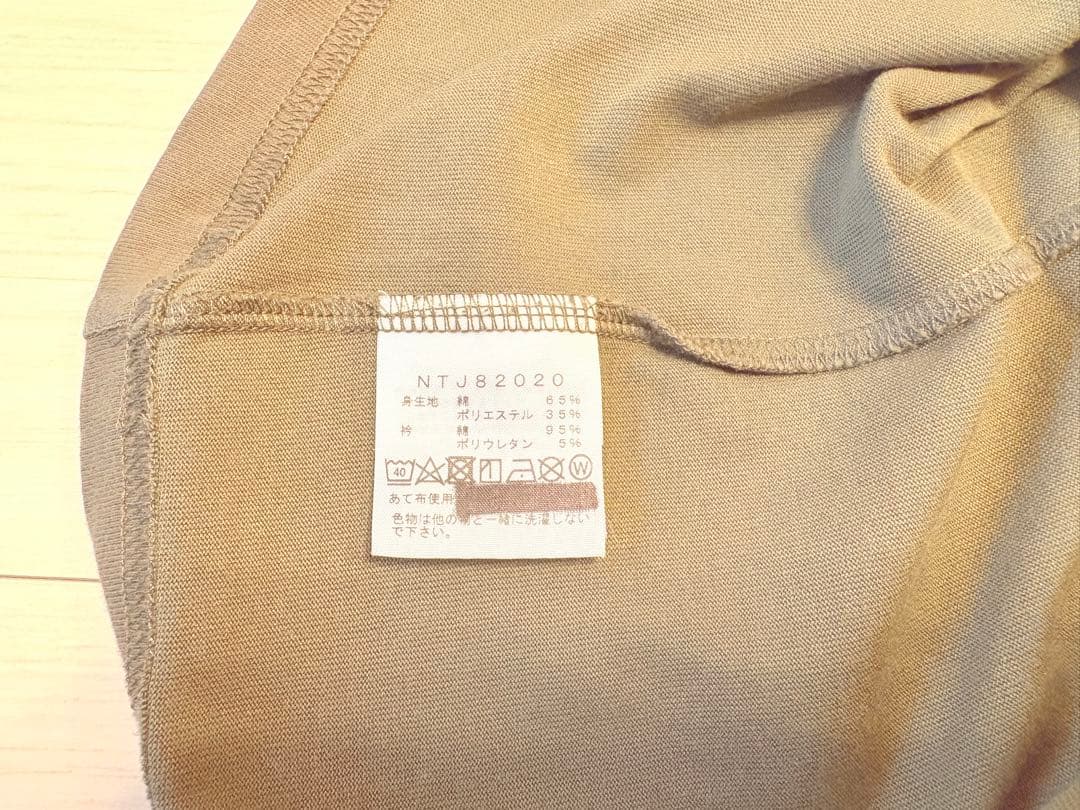 NTJ82020
身生地 綿 65%
ポリエステル 35%
衿 綿 95%
ポリウレタン 5%
40 W
あて布使用
色物は他の物と一緒に洗濯しない
で下さい。